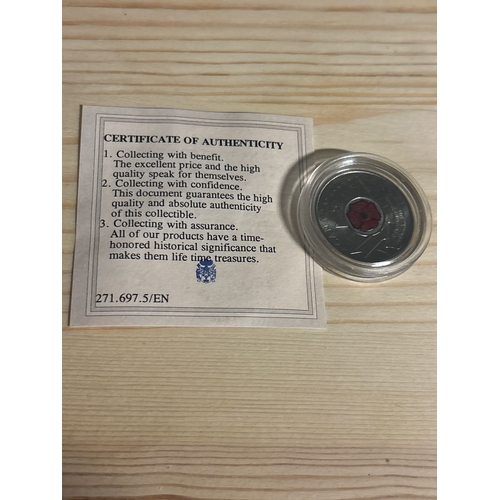 CERTIFICATE OF AUTHENTICITY
1. Collecting with benefit.
The excellent price and the high
quality speak for themselves.
2. Collecting with confidence.
This document guarantees the high
quality and absolute authenticity
of this collectible.
3. Collecting with assurance.
All of our products have a time-
honored historical significance that
makes them life time treasures.
271.697.5/EN